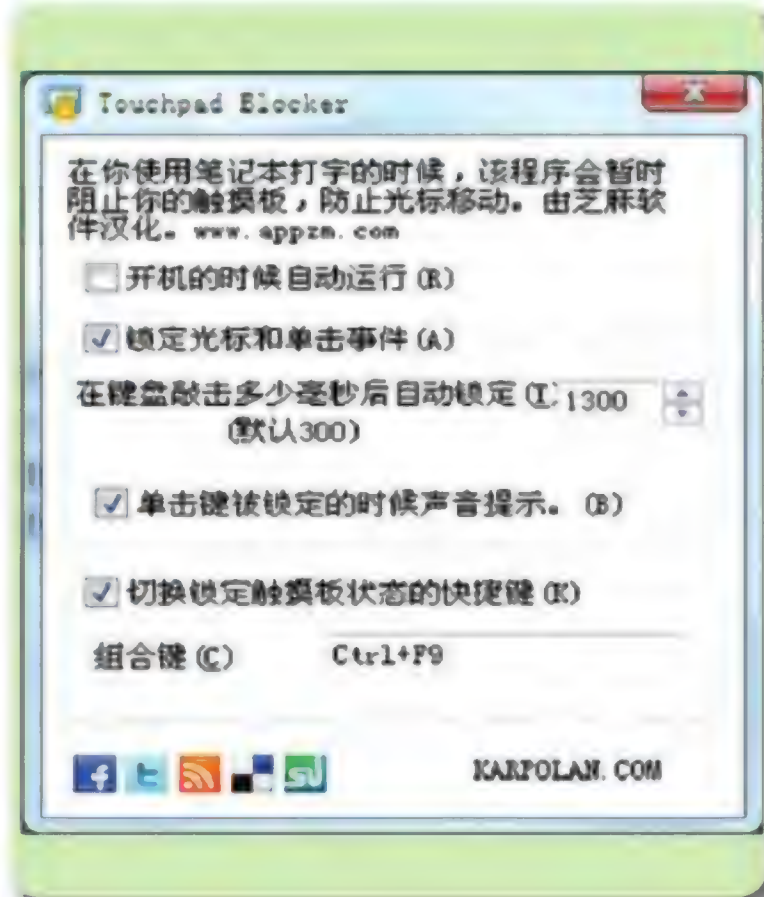 Touchpad Blocker
在你使用笔记本打字的时候，该程序会暂时
阻止你的触摸板，防止光标移动。由芝麻软
件汉化。www.appzm.com
开机的时候自动运行(R)
锁定光标和单击事件(A)
在键盘敲击多少毫秒后自动锁定(I) 1300
(默认300)
单击键被锁定的时候声音提示。(B)
切换锁定触摸板状态的快捷键(K)
组合键(C) Ctrl+F9
KARPOLAN.COM